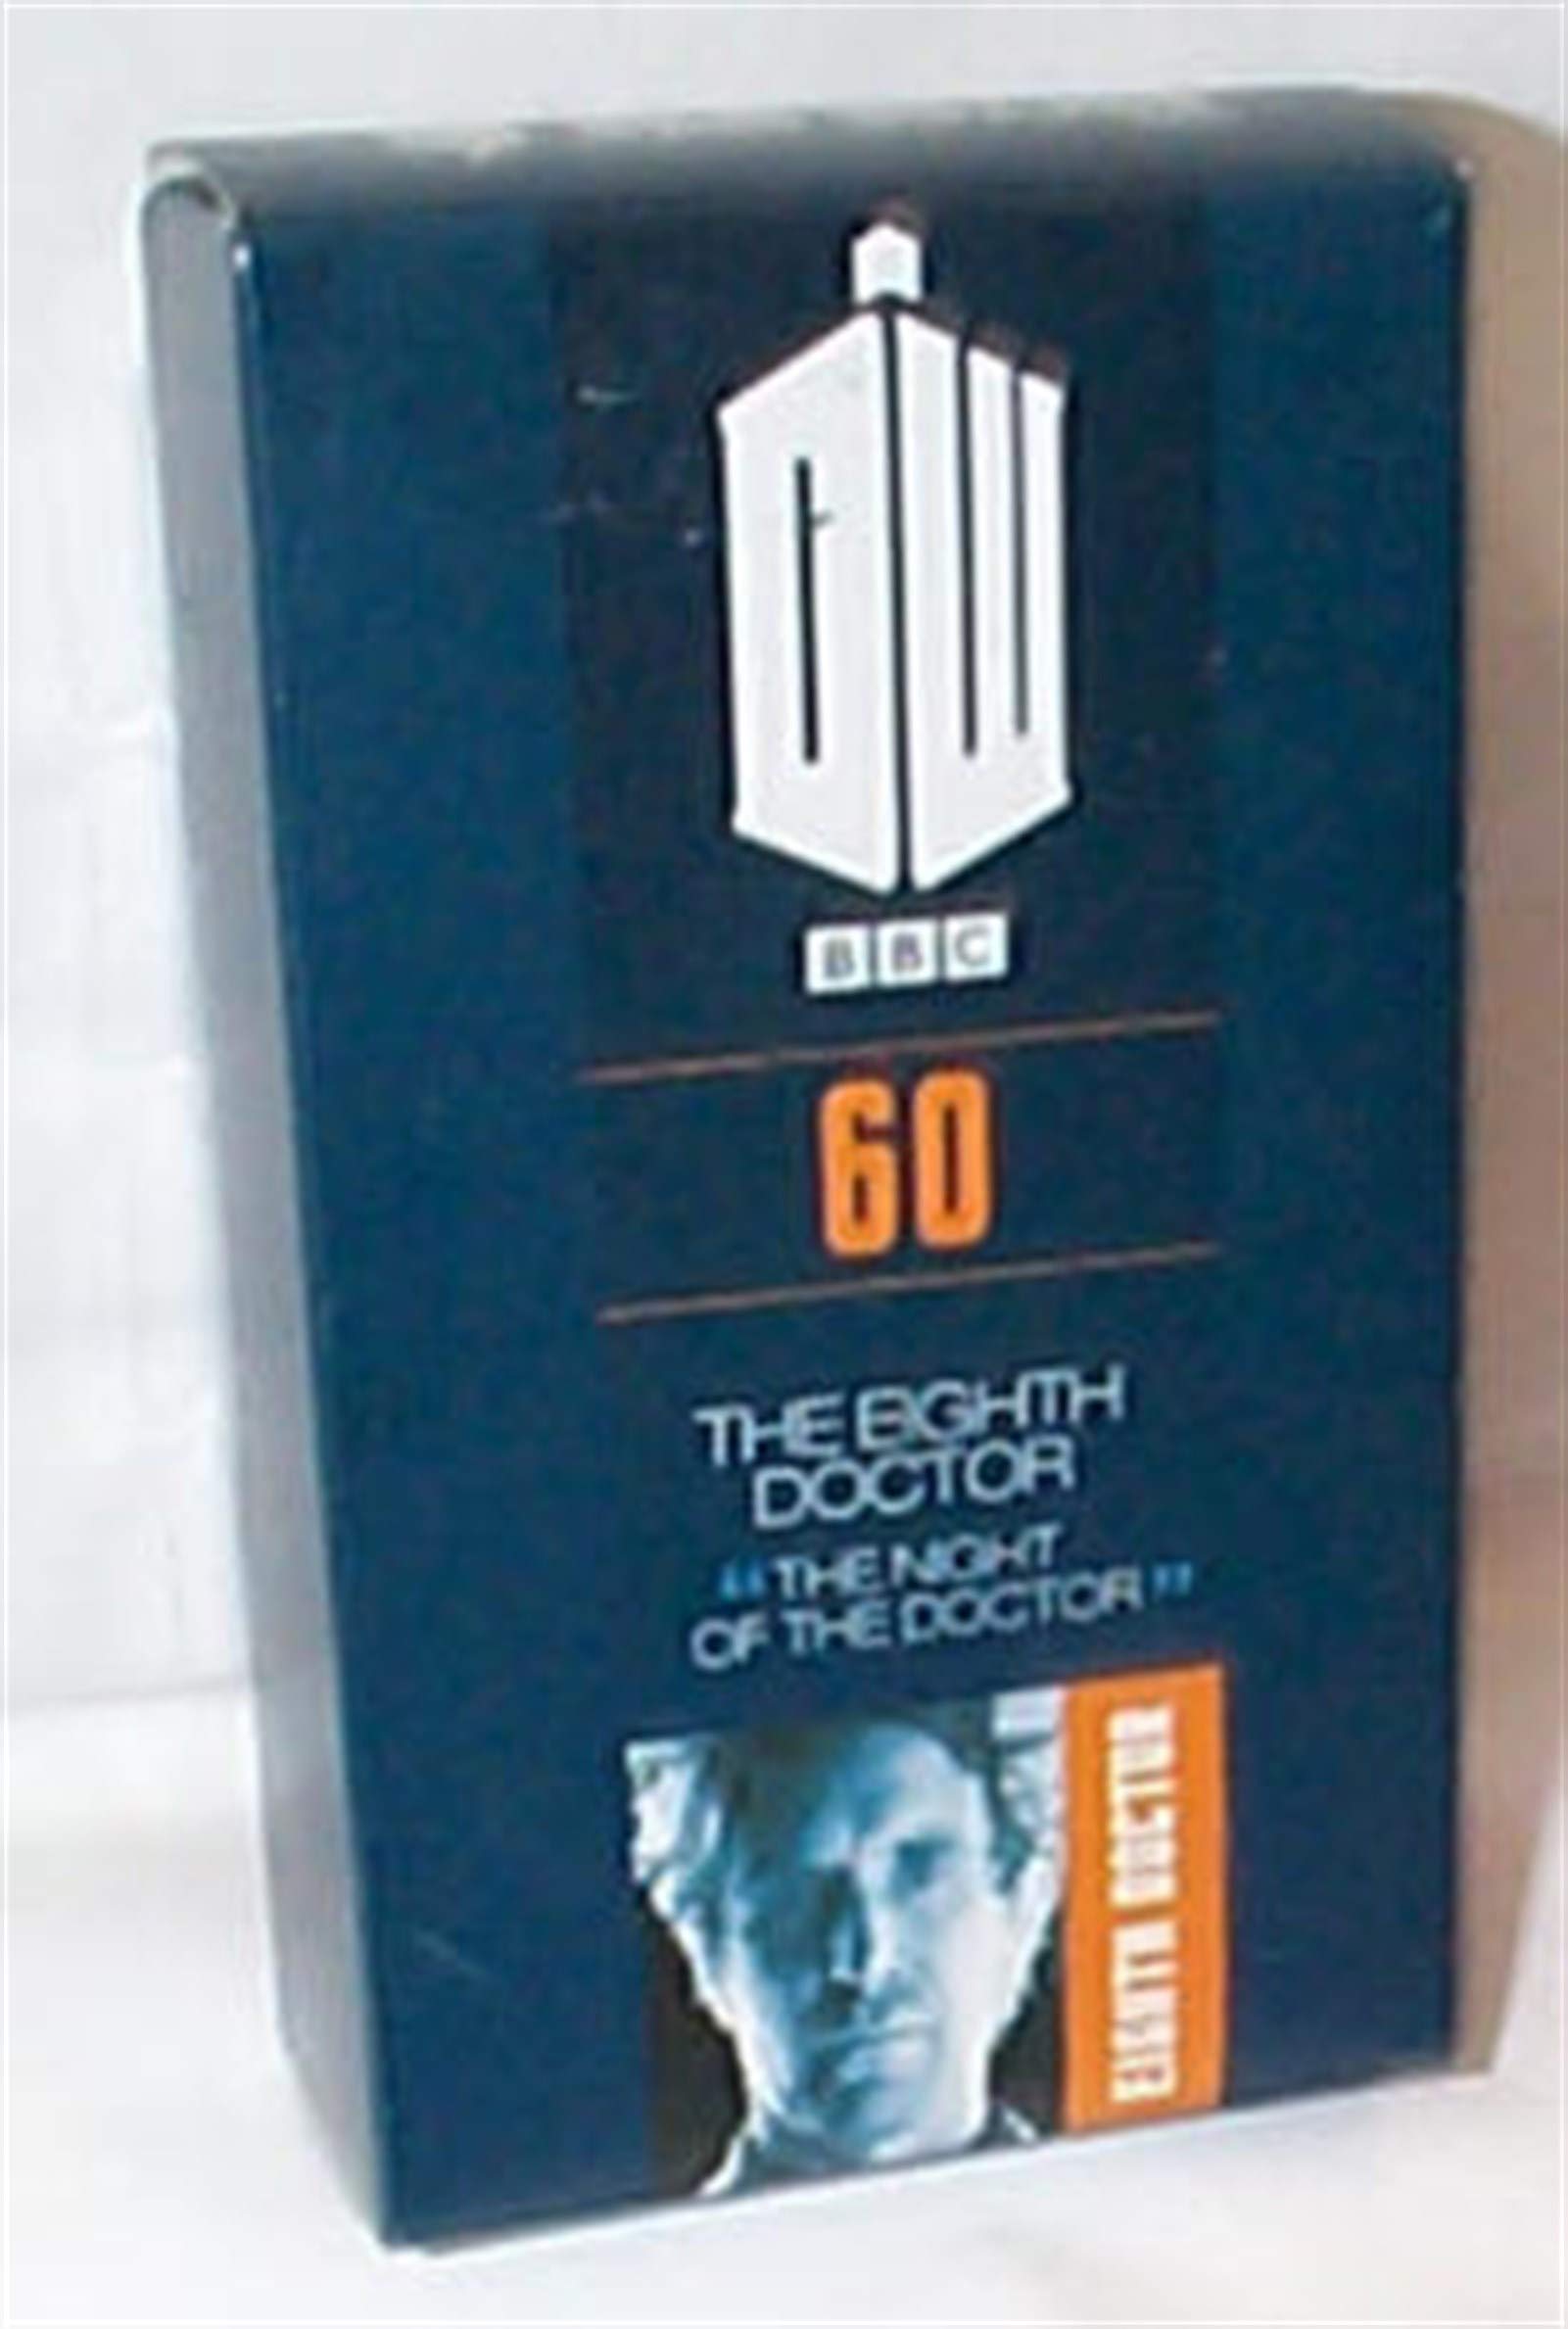 DW
BBC
60
THE EIGHTH
DOCTOR
“THE NIGHT
OF THE DOCTOR”
EIGHTH DOCTOR